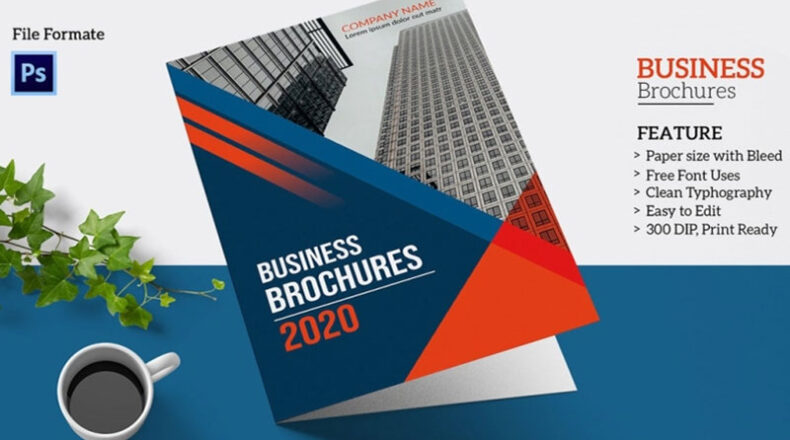 File Formate
Ps
COMPANY NAME
Lorem ipsum dolor out matr
BUSINESS
BROCHURES
2020
BUSINESS
Brochures
FEATURE
> Paper size with Bleed
> Free Font Uses
> Clean Typhography
> Easy to Edit
> 300 DIP, Print Ready